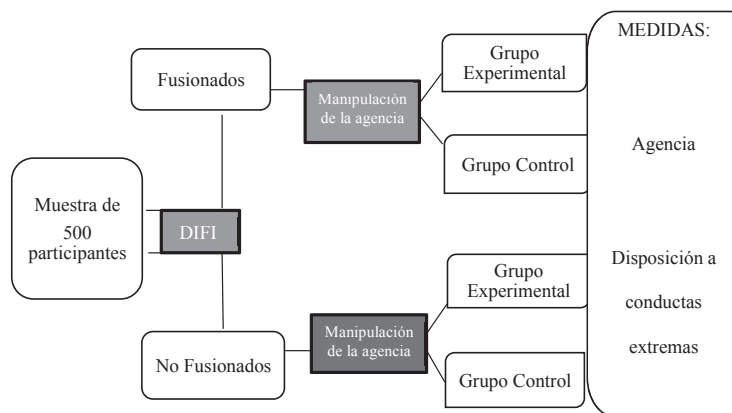 Muestra de
500
participantes
DIFI
Fusionados
Manipulación
de la agencia
Grupo
Experimental
Grupo Control
No Fusionados
Manipulación
de la agencia
Grupo
Experimental
Grupo Control
MEDIDAS:
Agencia
Disposición a
conductas
extremas